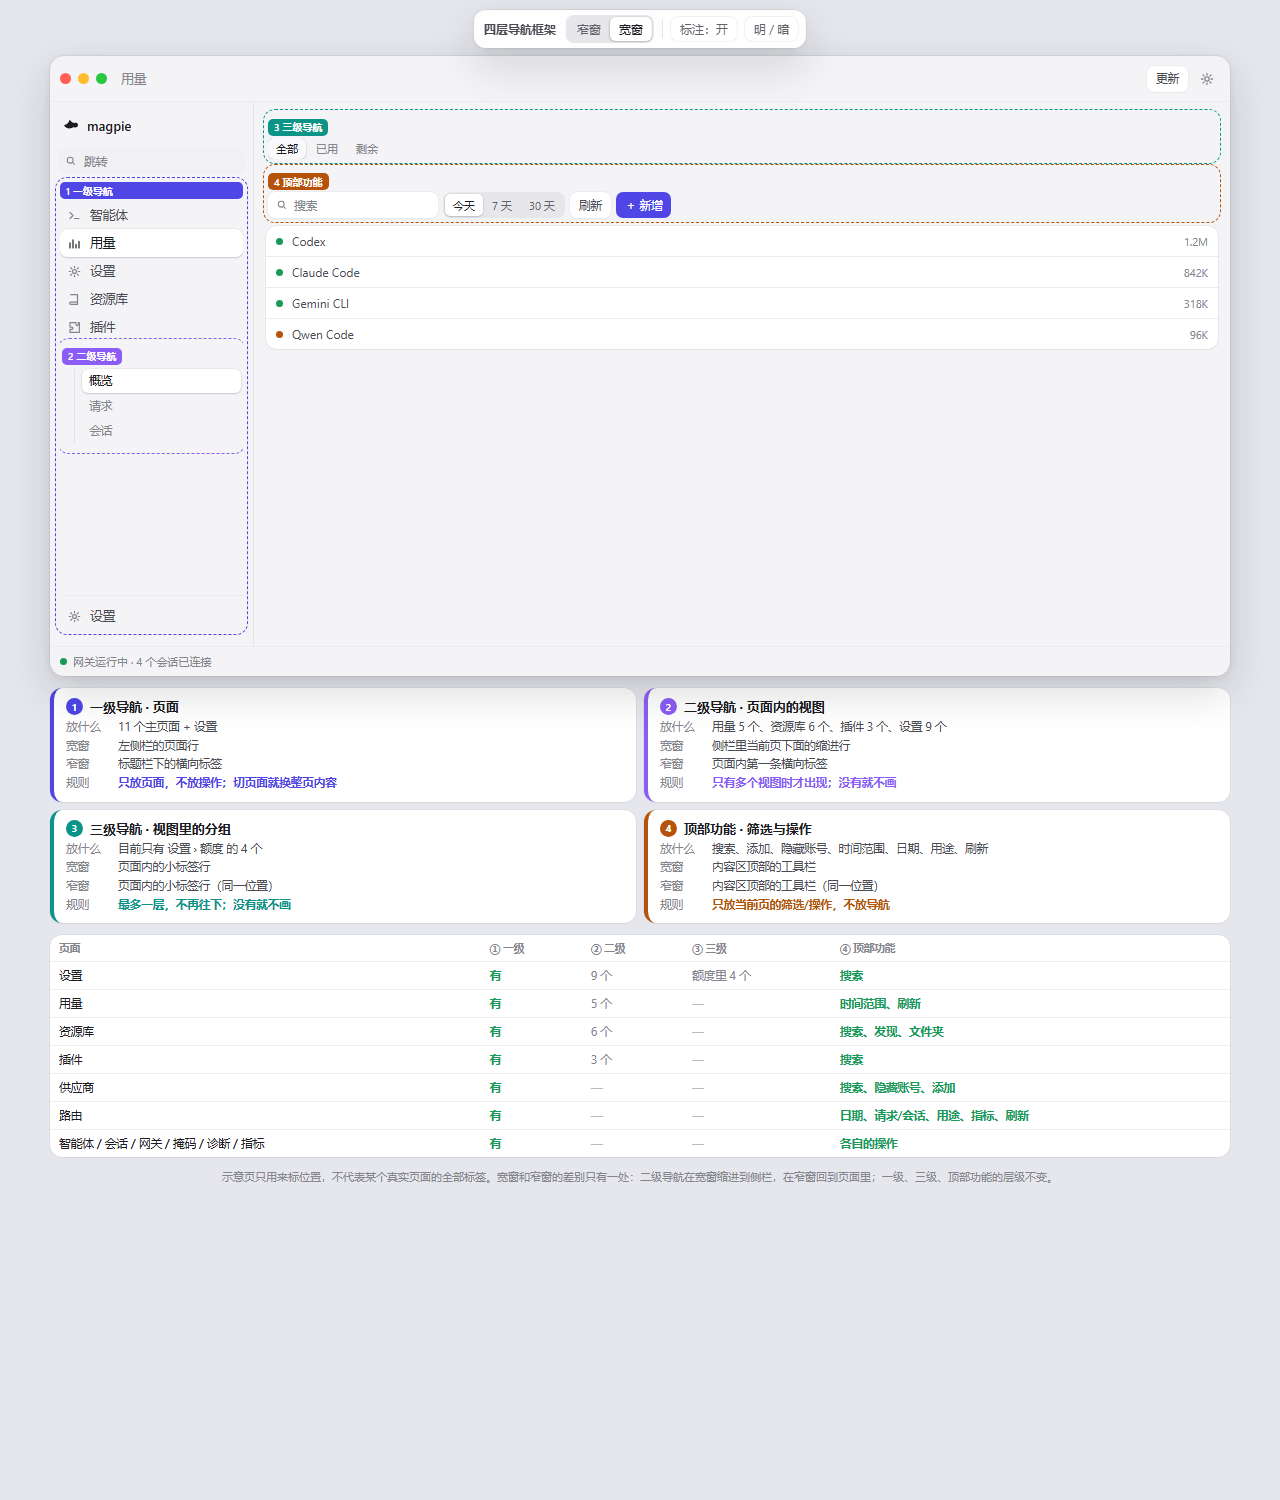 四层导航框架 窄窗 宽窗 标注：开 明 / 暗
用量 更新
magpie
跳转
1 一级导航
智能体
用量
设置
资源库
插件
2 二级导航
概览
请求
会话
设置
3 三级导航
全部 已用 剩余
4 顶部功能
搜索 今天 7 天 30 天 刷新 + 新增
Codex 1.2M
Claude Code 842K
Gemini CLI 318K
Qwen Code 96K
网关运行中 · 4 个会话已连接
1 一级导航 · 页面
放什么 11 个主页面 + 设置
宽窗 左侧栏的页面行
窄窗 标题栏下的横向标签
规则 只放页面，不放操作；切页面就换整页内容
2 二级导航 · 页面内的视图
放什么 用量 5 个、资源库 6 个、插件 3 个、设置 9 个
宽窗 侧栏里当前页下面的缩进行
窄窗 页面内第一条横向标签
规则 只有多个视图时才出现；没有就不画
3 三级导航 · 视图里的分组
放什么 目前只有 设置 › 额度 的 4 个
宽窗 页面内的小标签行
窄窗 页面内的小标签行（同一位置）
规则 最多一层，不再往下；没有就不画
4 顶部功能 · 筛选与操作
放什么 搜索、添加、隐藏账号、时间范围、日期、用途、刷新
宽窗 内容区顶部的工具栏
窄窗 内容区顶部的工具栏（同一位置）
规则 只放当前页的筛选/操作，不放导航
页面 ① 一级 ② 二级 ③ 三级 ④ 顶部功能
设置 有 9 个 额度里 4 个 搜索
用量 有 5 个 — 时间范围、刷新
资源库 有 6 个 — 搜索、发现、文件夹
插件 有 3 个 — 搜索
供应商 有 — — 搜索、隐藏账号、添加
路由 有 — — 日期、请求/会话、用途、指标、刷新
智能体 / 会话 / 网关 / 掩码 / 诊断 / 指标 有 — — 各自的操作
示意页只用来标位置，不代表某个真实页面的全部标签。宽窗和窄窗的差别只有一处：二级导航在宽窗缩进到侧栏，在窄窗回到页面里；一级、三级、顶部功能的层级不变。